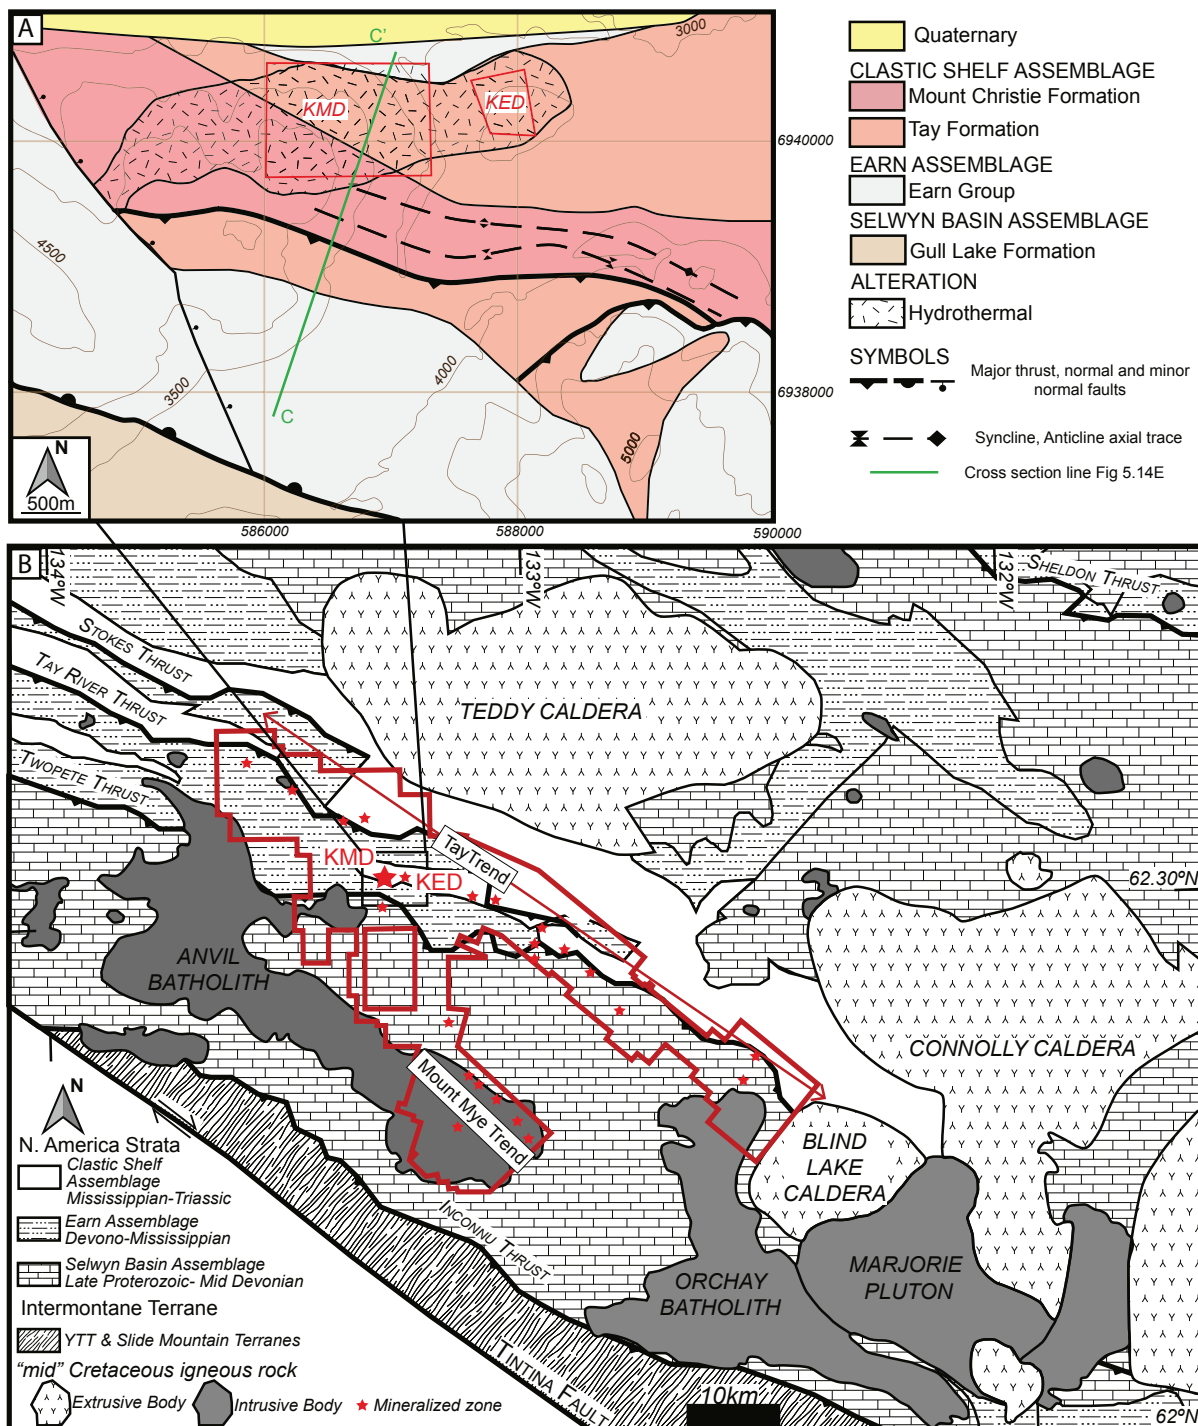 A
C'
3000
KMD
KED
6940000
4500
3500
4000
C
5000
6938000
N
500m
586000
588000
590000
Quaternary
CLASTIC SHELF ASSEMBLAGE
Mount Christie Formation
Tay Formation
EARN ASSEMBLAGE
Earn Group
SELWYN BASIN ASSEMBLAGE
Gull Lake Formation
ALTERATION
Hydrothermal
SYMBOLS
Major thrust, normal and minor
normal faults
Syncline, Anticline axial trace
Cross section line Fig 5.14E
B
134°W
133°W
132°W
SHELDON THRUST
STOKES THRUST
TAY RIVER THRUST
TWOPETE THRUST
TEDDY CALDERA
Tay Trend
KMD
KED
62.30°N
ANVIL
BATHOLITH
CONNOLLY CALDERA
Mount Mye Trend
BLIND
LAKE
CALDERA
INCONNU THRUST
ORCHAY
BATHOLITH
MARJORIE
PLUTON
TINTINA FAULT
10km
62°N
N
N. America Strata
Clastic Shelf
Assemblage
Mississippian-Triassic
Earn Assemblage
Devono-Mississippian
Selwyn Basin Assemblage
Late Proterozoic- Mid Devonian
Intermontane Terrane
YTT & Slide Mountain Terranes
"mid" Cretaceous igneous rock
Extrusive Body
Intrusive Body
Mineralized zone